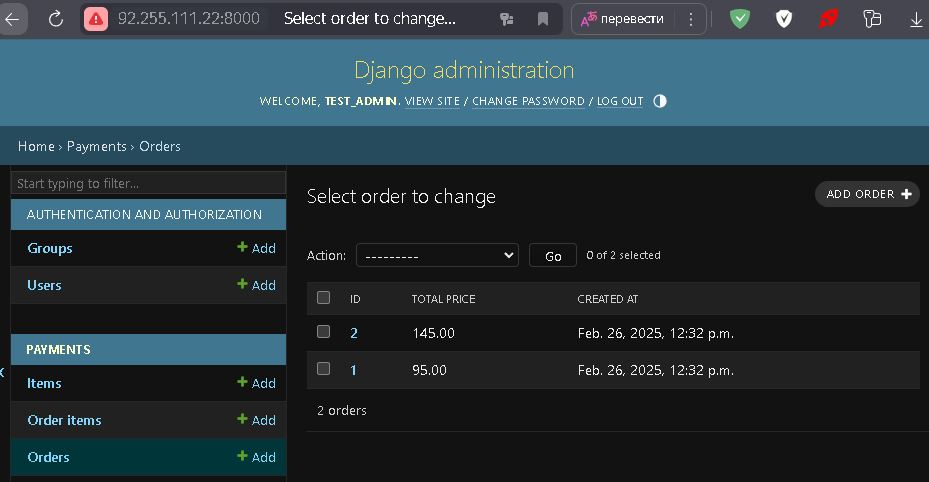 92.255.111.22:8000 Select order to change... Aあ перевести
Django administration
WELCOME, TEST_ADMIN. VIEW SITE / CHANGE PASSWORD / LOG OUT
Home › Payments › Orders
Start typing to filter...
AUTHENTICATION AND AUTHORIZATION
Groups + Add
Users + Add
PAYMENTS
Items + Add
Order items + Add
Orders + Add
Select order to change
ADD ORDER +
Action: --------- Go 0 of 2 selected
ID TOTAL PRICE CREATED AT
2 145.00 Feb. 26, 2025, 12:32 p.m.
1 95.00 Feb. 26, 2025, 12:32 p.m.
2 orders